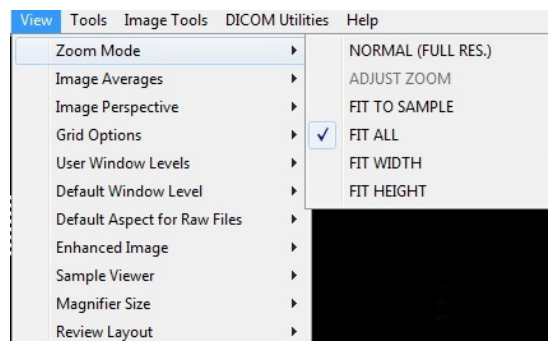 View Tools Image Tools DICOM Utilities Help
Zoom Mode
Image Averages
Image Perspective
Grid Options
User Window Levels
Default Window Level
Default Aspect for Raw Files
Enhanced Image
Sample Viewer
Magnifier Size
Review Layout
NORMAL (FULL RES.)
ADJUST ZOOM
FIT TO SAMPLE
FIT ALL
FIT WIDTH
FIT HEIGHT